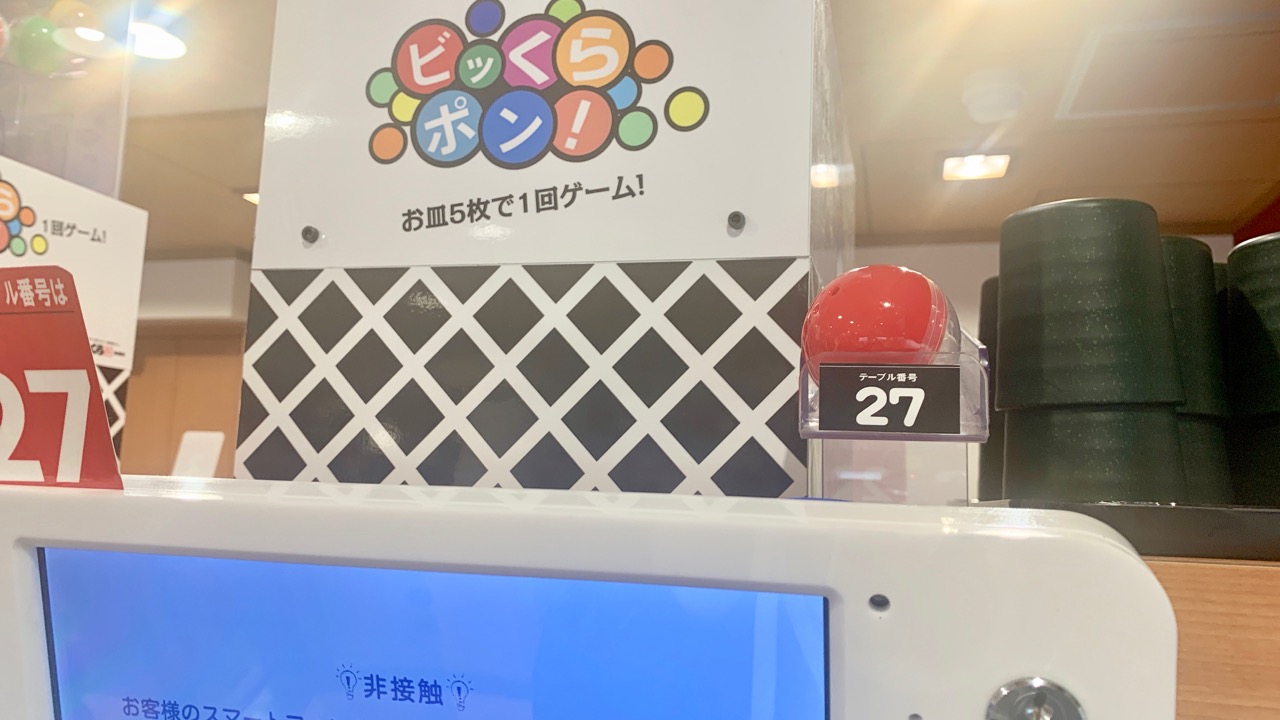 ビッくら
ポン!
お皿5枚で1回ゲーム!
ら
1回ゲーム!
ル番号は
27
テーブル番号
27
非接触
お客様のスマート